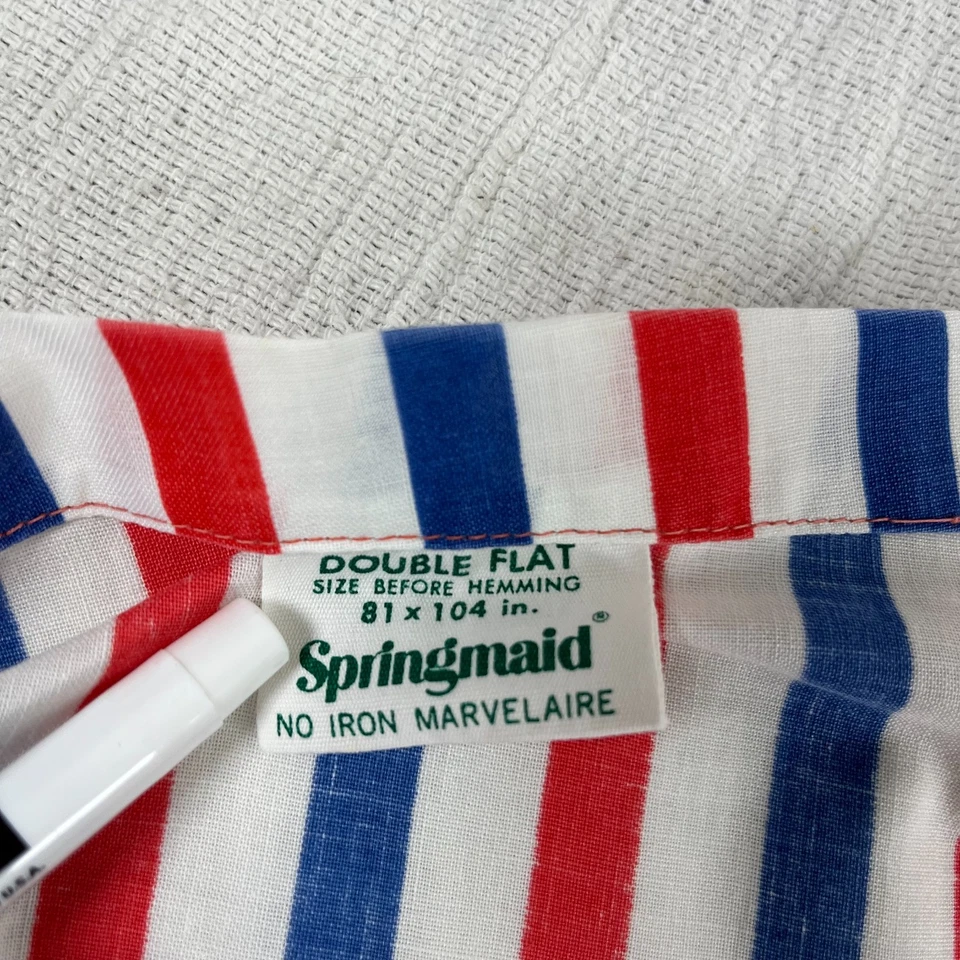 DOUBLE FLAT
SIZE BEFORE HEMMING
81 x 104 in.
Springmaid®
NO IRON MARVELAIRE
U.S.A.